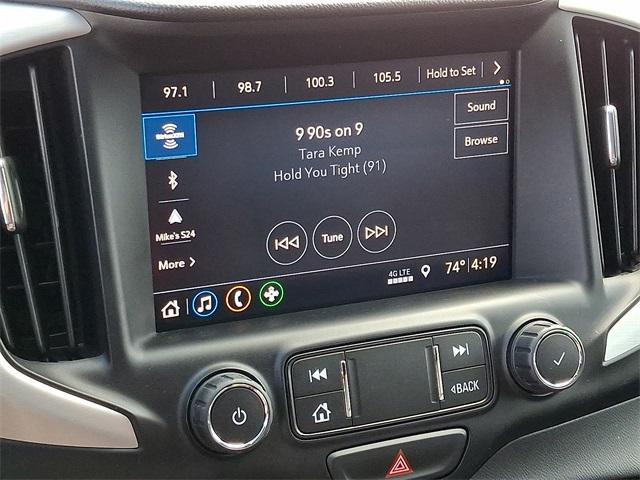 97.1 98.7 100.3 105.5 Hold to Set
Sound
Browse
SiriusXM
9 90s on 9
Tara Kemp
Hold You Tight (91)
Mike's S24
Tune
More
4G LTE
74° 4:19
BACK